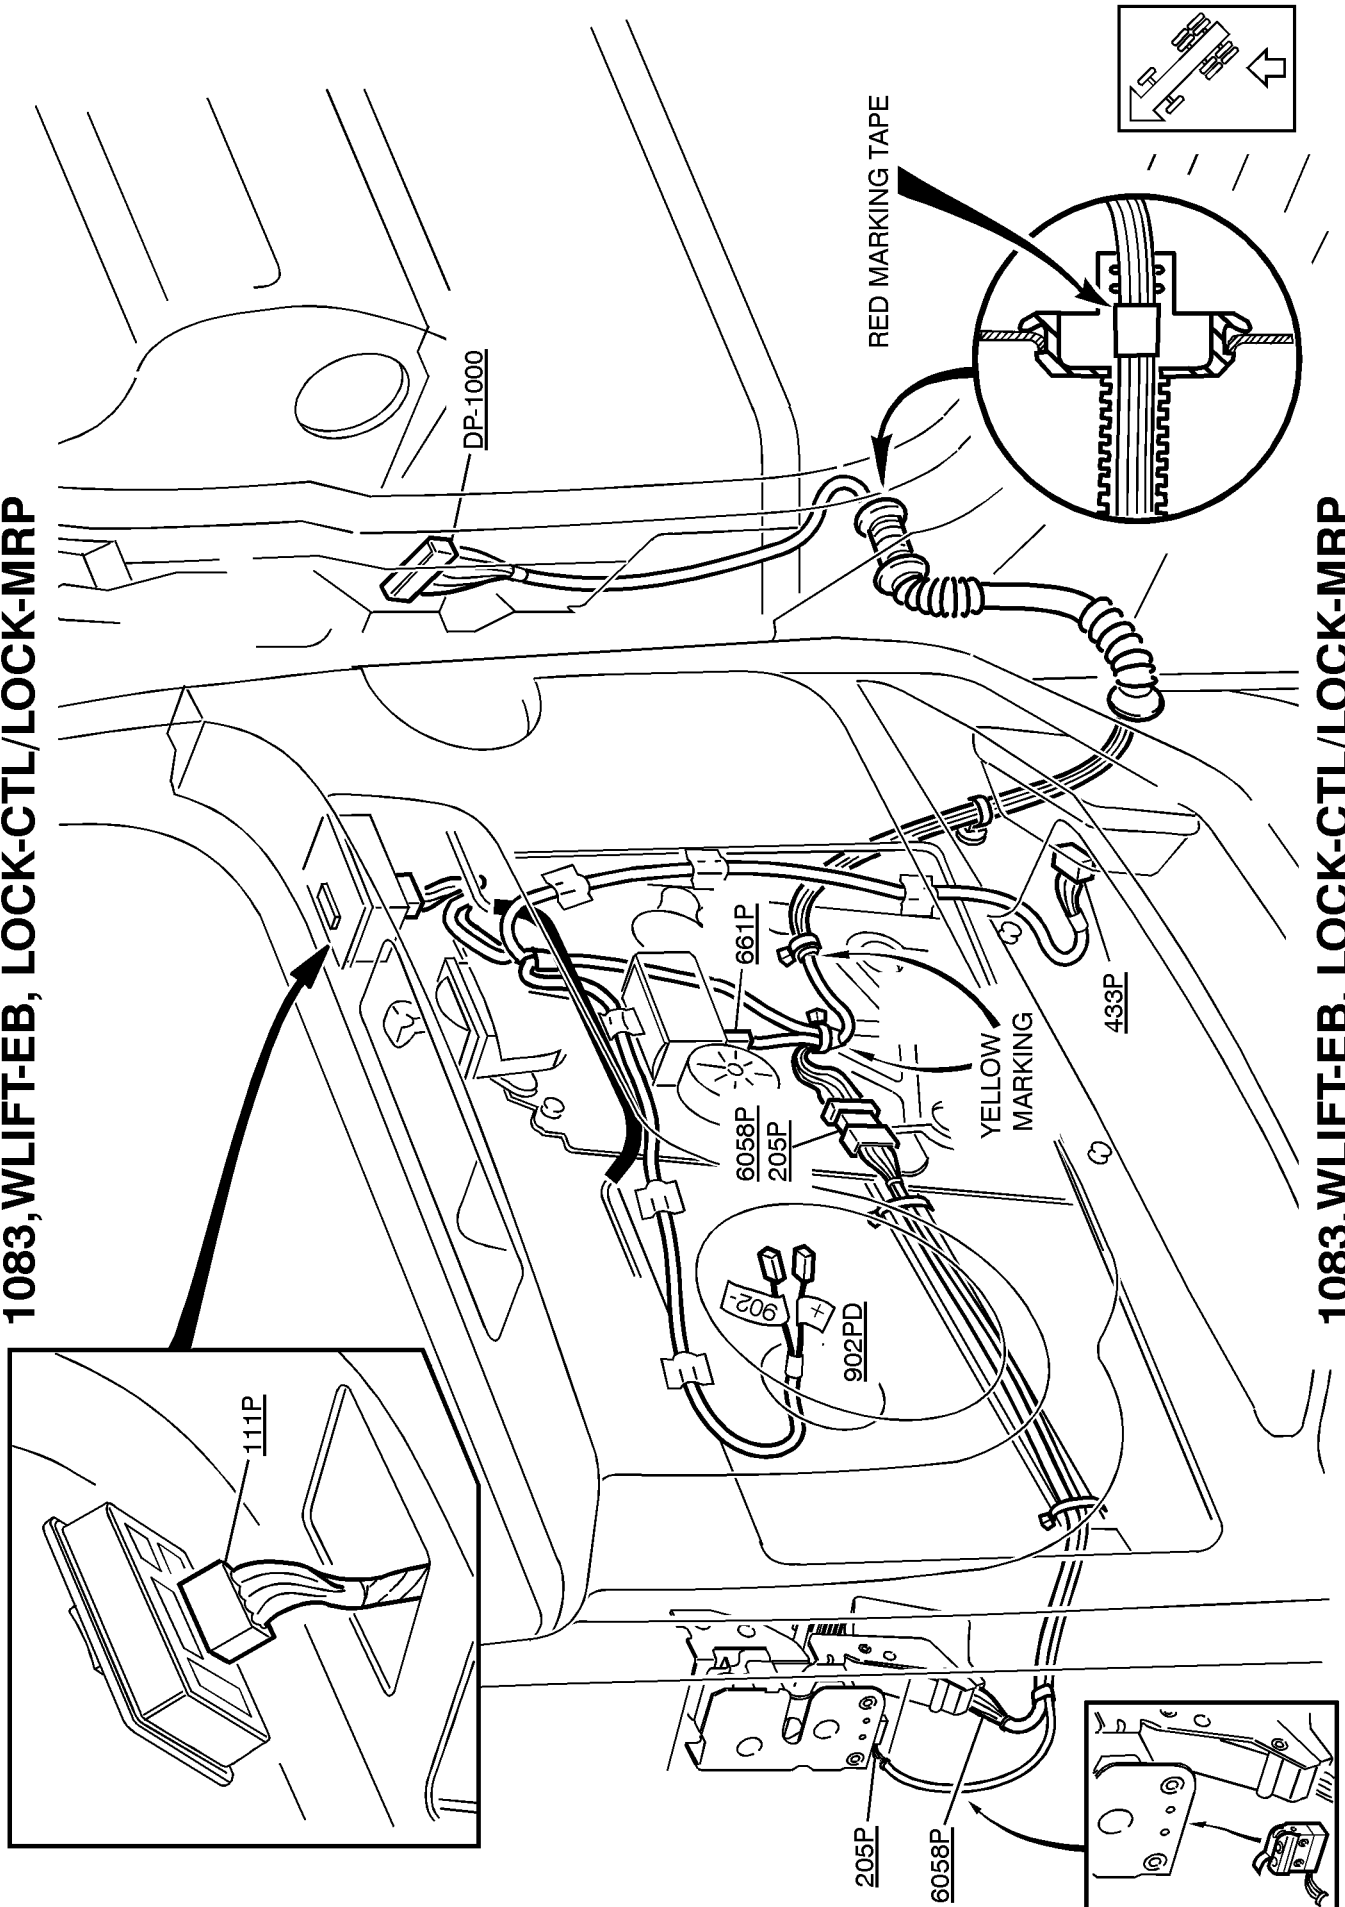 1083, WLIFT-EB, LOCK-CTL/LOCK-MRP
111P
DP-1000
RED MARKING TAPE
661P
6058P
205P
YELLOW
MARKING
433P
902-
+
902PD
205P
6058P
1083, WLIFT-EB, LOCK-CTL/LOCK-MRP